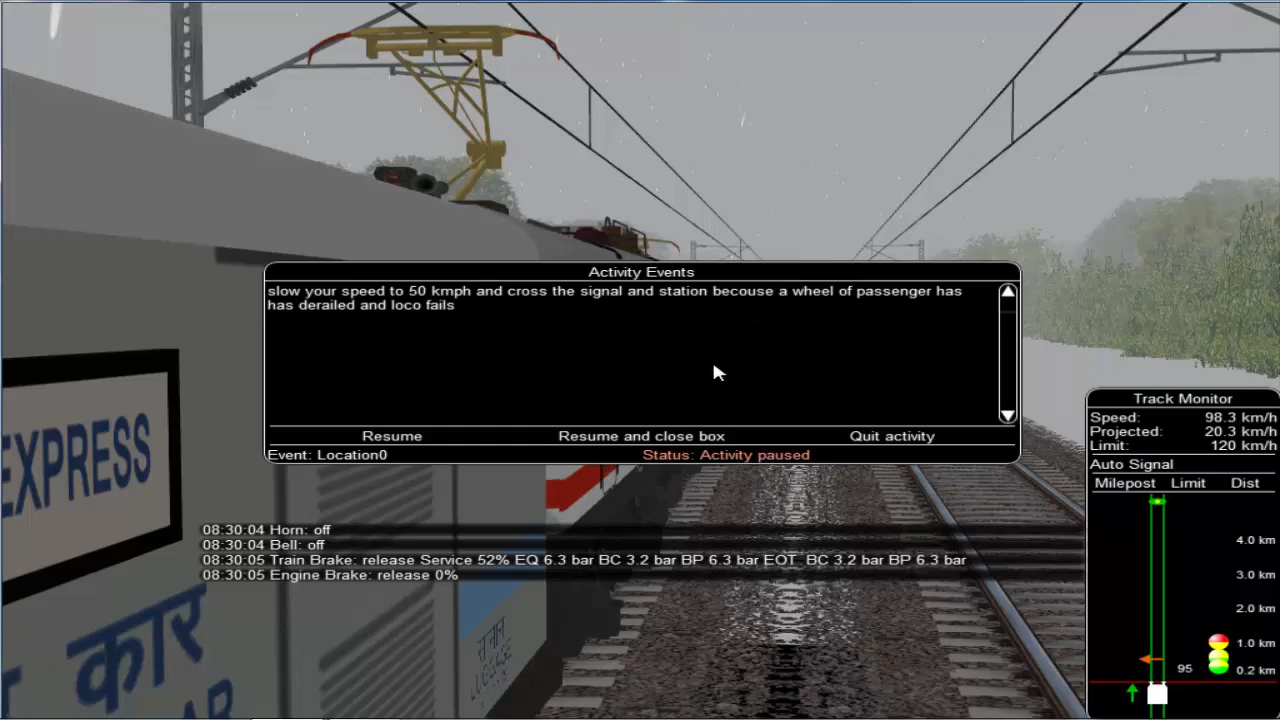 Activity Events
slow your speed to 50 kmph and cross the signal and station becouse a wheel of passenger has
has derailed and loco fails
Resume Resume and close box Quit activity
Event: Location0 Status: Activity paused
EXPRESS
08:30:04 Horn: off
08:30:04 Bell: off
08:30:05 Train Brake: release Service 52% EQ 6.3 bar BC 3.2 bar BP 6.3 bar EOT BC 3.2 bar BP 6.3 bar
08:30:05 Engine Brake: release 0%
कार
AR
LUGGAGE
Track Monitor
Speed: 98.3 km/h
Projected: 20.3 km/h
Limit: 120 km/h
Auto Signal
Milepost Limit Dist
4.0 km
3.0 km
2.0 km
1.0 km
95 0.2 km